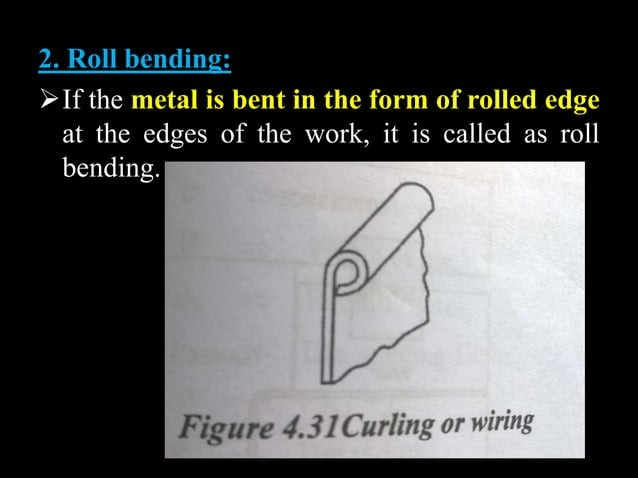 2. Roll bending:
➢If the metal is bent in the form of rolled edge
at the edges of the work, it is called as roll
bending.
Figure 4.31Curling or wiring